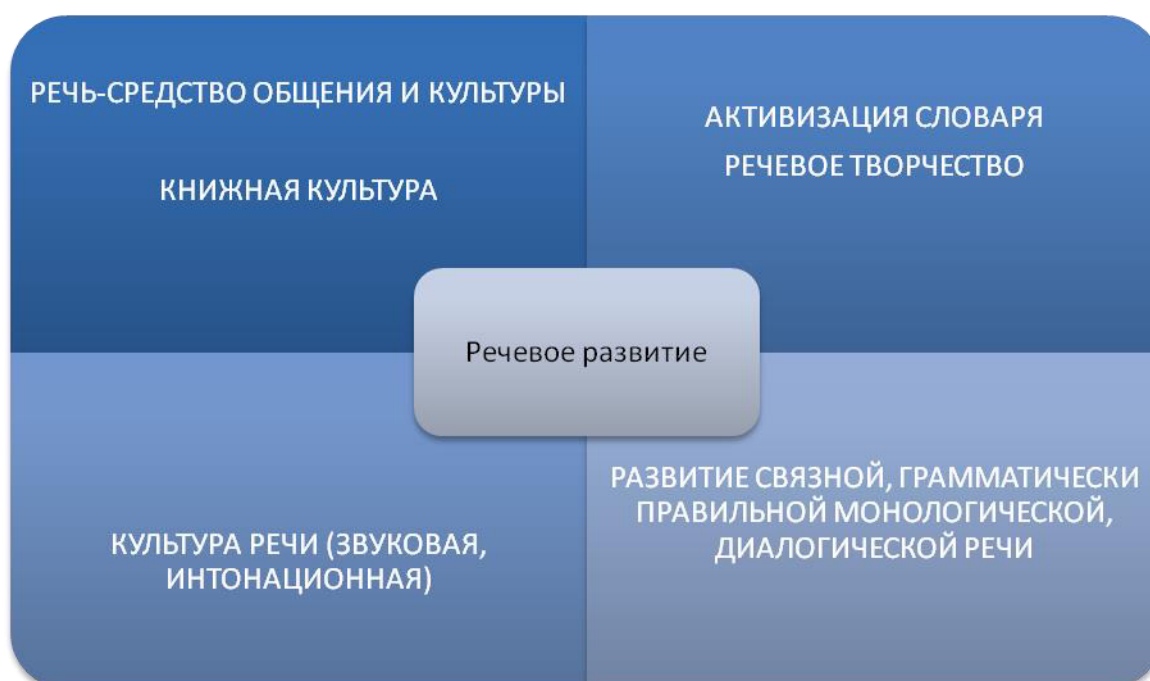 РЕЧЬ-СРЕДСТВО ОБЩЕНИЯ И КУЛЬТУРЫ
КНИЖНАЯ КУЛЬТУРА
АКТИВИЗАЦИЯ СЛОВАРЯ
РЕЧЕВОЕ ТВОРЧЕСТВО
Речевое развитие
КУЛЬТУРА РЕЧИ (ЗВУКОВАЯ,
ИНТОНАЦИОННАЯ)
РАЗВИТИЕ СВЯЗНОЙ, ГРАММАТИЧЕСКИ
ПРАВИЛЬНОЙ МОНОЛОГИЧЕСКОЙ,
ДИАЛОГИЧЕСКОЙ РЕЧИ